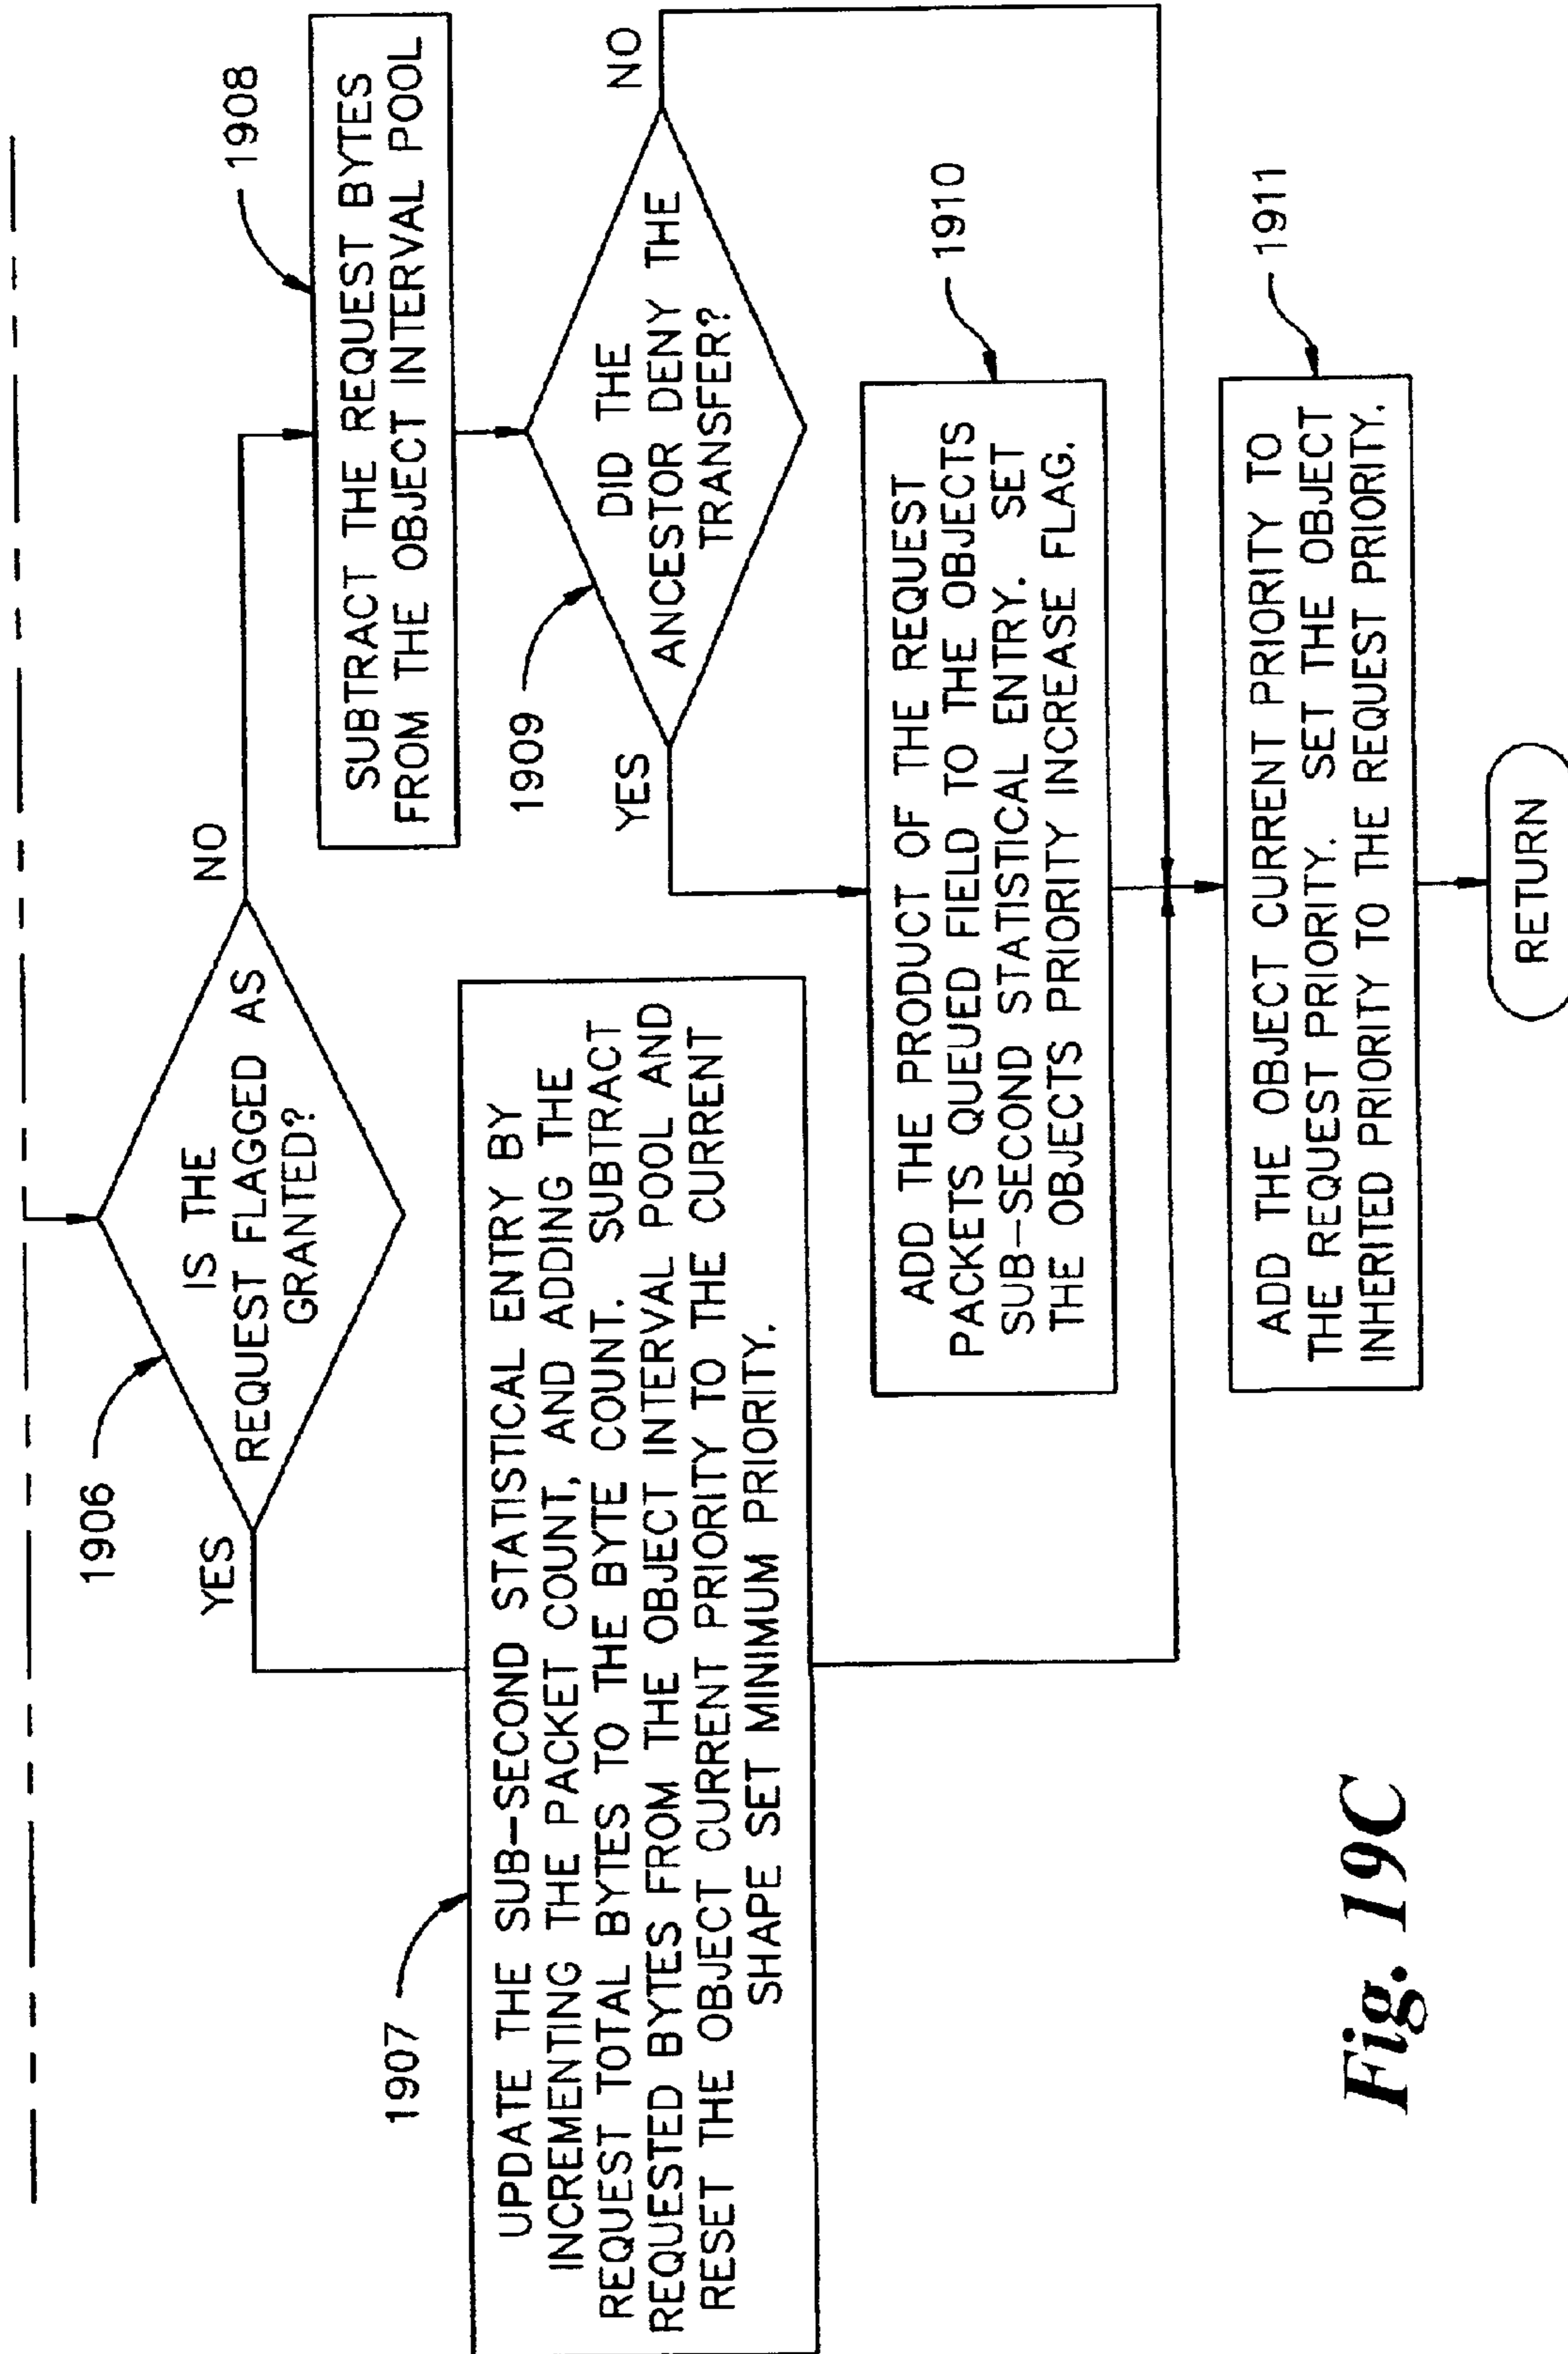 1906
IS THE
REQUEST FLAGGED AS
GRANTED?
YES
NO
1907
UPDATE THE SUB-SECOND STATISTICAL ENTRY BY
INCREMENTING THE PACKET COUNT, AND ADDING THE
REQUEST TOTAL BYTES TO THE BYTE COUNT. SUBTRACT
REQUESTED BYTES FROM THE OBJECT INTERVAL POOL AND
RESET THE OBJECT CURRENT PRIORITY TO THE CURRENT
SHAPE SET MINIMUM PRIORITY.
1908
SUBTRACT THE REQUEST BYTES
FROM THE OBJECT INTERVAL POOL
1909
DID THE
ANCESTOR DENY THE
TRANSFER?
YES
NO
1910
ADD THE PRODUCT OF THE REQUEST
PACKETS QUEUED FIELD TO THE OBJECTS
SUB-SECOND STATISTICAL ENTRY. SET
THE OBJECTS PRIORITY INCREASE FLAG.
1911
ADD THE OBJECT CURRENT PRIORITY TO
THE REQUEST PRIORITY. SET THE OBJECT
INHERITED PRIORITY TO THE REQUEST PRIORITY.
RETURN
Fig. 19C